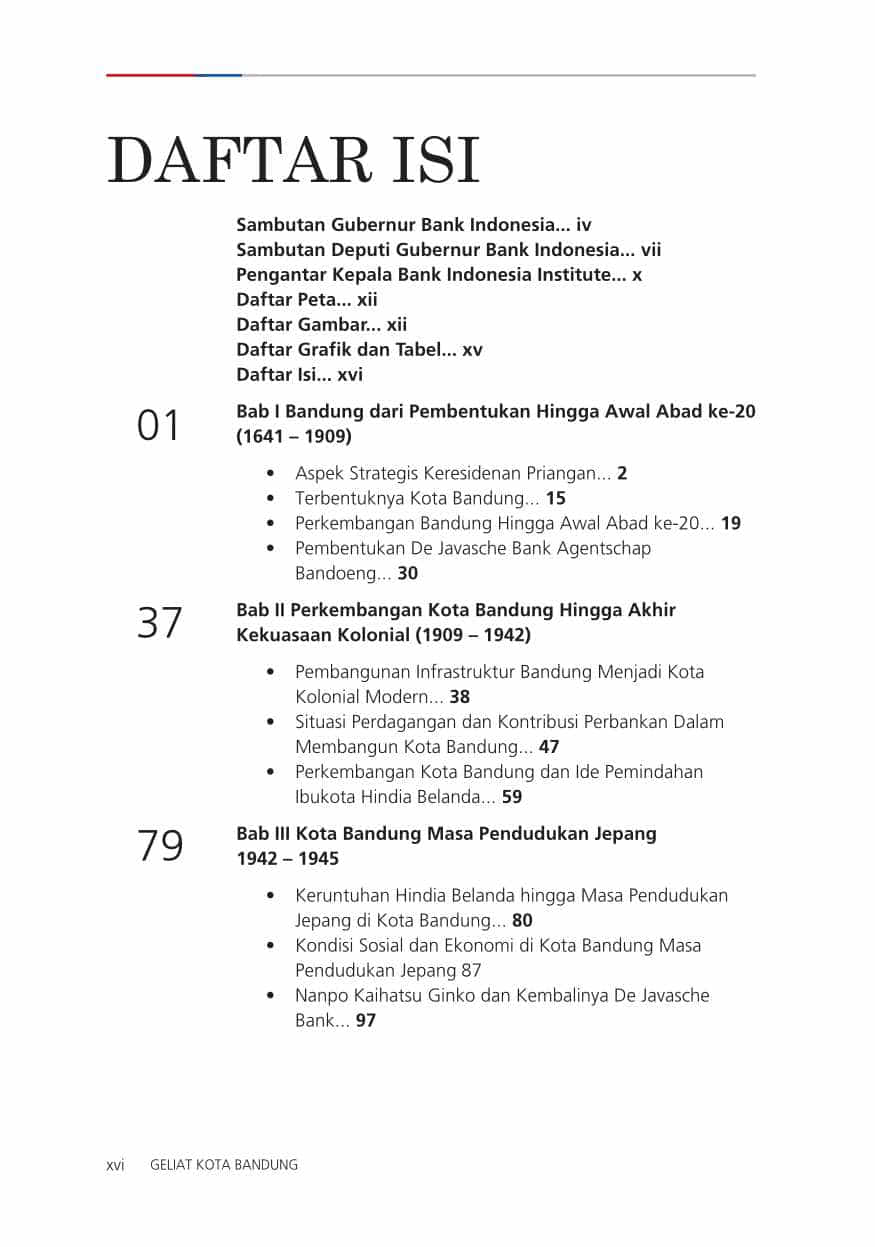 DAFTAR ISI
Sambutan Gubernur Bank Indonesia... iv
Sambutan Deputi Gubernur Bank Indonesia... vii
Pengantar Kepala Bank Indonesia Institute... x
Daftar Peta... xii
Daftar Gambar... xii
Daftar Grafik dan Tabel... xv
Daftar Isi... xvi
01
Bab I Bandung dari Pembentukan Hingga Awal Abad ke-20
(1641 – 1909)
• Aspek Strategis Keresidenan Priangan... 2
• Terbentuknya Kota Bandung... 15
• Perkembangan Bandung Hingga Awal Abad ke-20... 19
• Pembentukan De Javasche Bank Agentschap
Bandoeng... 30
37
Bab II Perkembangan Kota Bandung Hingga Akhir
Kekuasaan Kolonial (1909 – 1942)
• Pembangunan Infrastruktur Bandung Menjadi Kota
Kolonial Modern... 38
• Situasi Perdagangan dan Kontribusi Perbankan Dalam
Membangun Kota Bandung... 47
• Perkembangan Kota Bandung dan Ide Pemindahan
Ibukota Hindia Belanda... 59
79
Bab III Kota Bandung Masa Pendudukan Jepang
1942 – 1945
• Keruntuhan Hindia Belanda hingga Masa Pendudukan
Jepang di Kota Bandung... 80
• Kondisi Sosial dan Ekonomi di Kota Bandung Masa
Pendudukan Jepang 87
• Nanpo Kaihatsu Ginko dan Kembalinya De Javasche
Bank... 97
xvi GELIAT KOTA BANDUNG